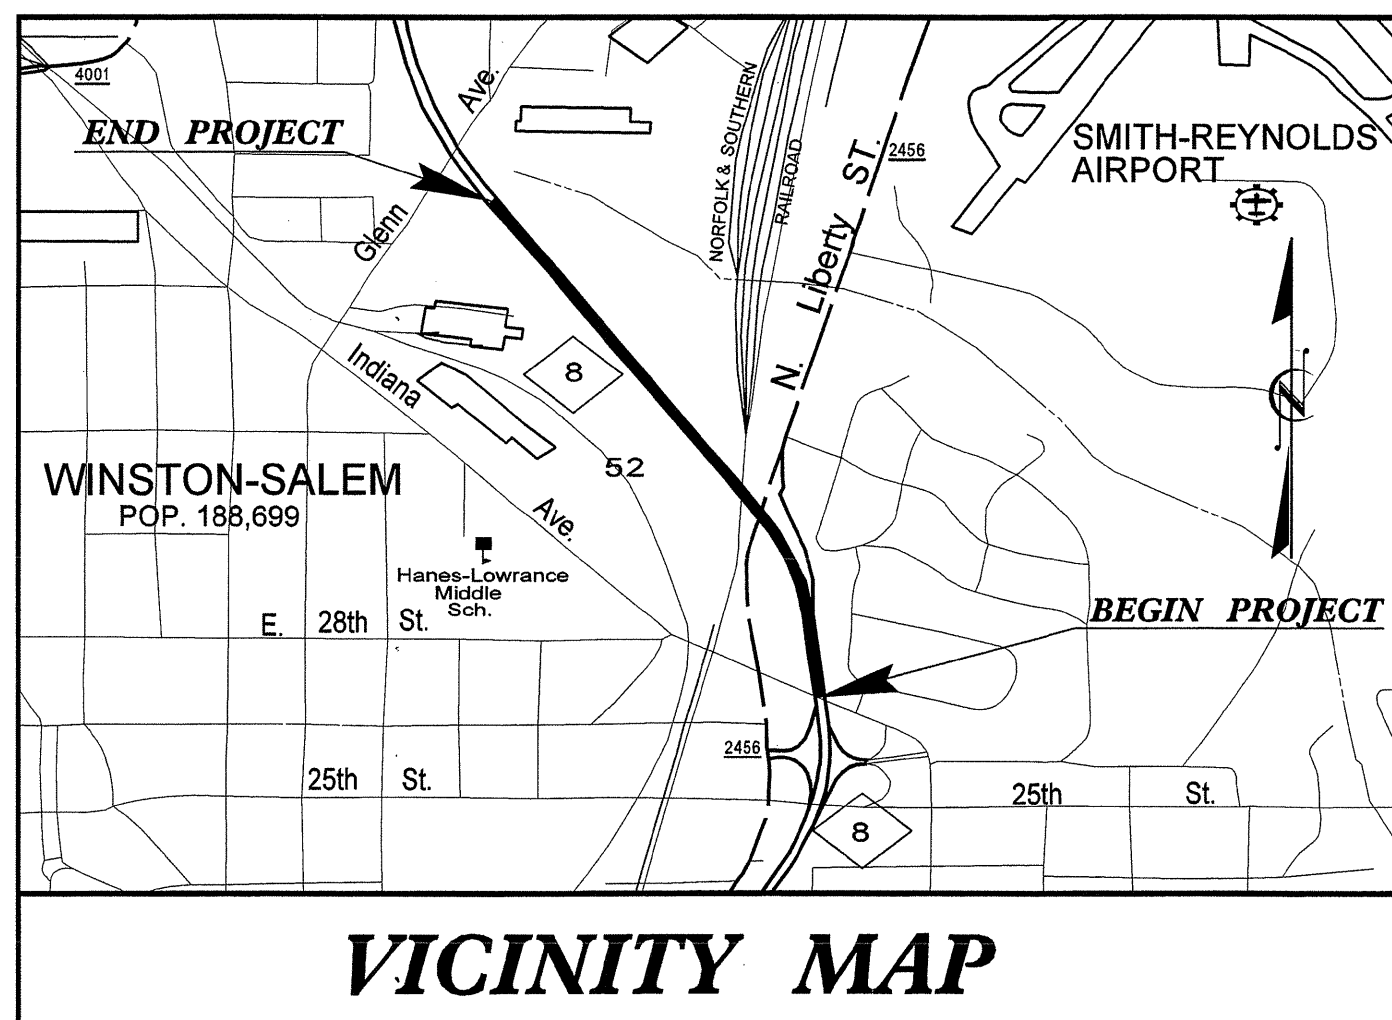 4001
END PROJECT
Ave.
Glenn
NORFOLK & SOUTHERN
RAILROAD
N. Liberty ST.
2456
SMITH-REYNOLDS
AIRPORT
N
8
Indiana
Ave.
52
WINSTON-SALEM
POP. 188,699
Hanes-Lowrance
Middle
Sch.
E. 28th St.
BEGIN PROJECT
2456
25th St.
25th St.
8
VICINITY MAP